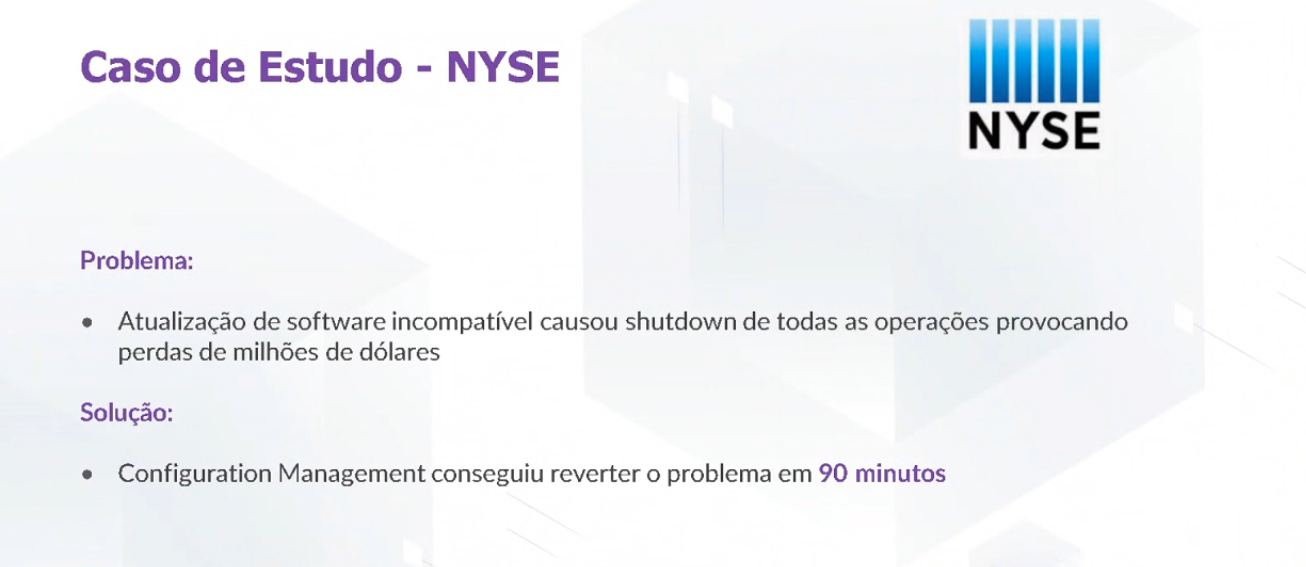 Caso de Estudo - NYSE
NYSE
Problema:
• Atualização de software incompatível causou shutdown de todas as operações provocando
perdas de milhões de dólares
Solução:
• Configuration Management conseguiu reverter o problema em 90 minutos